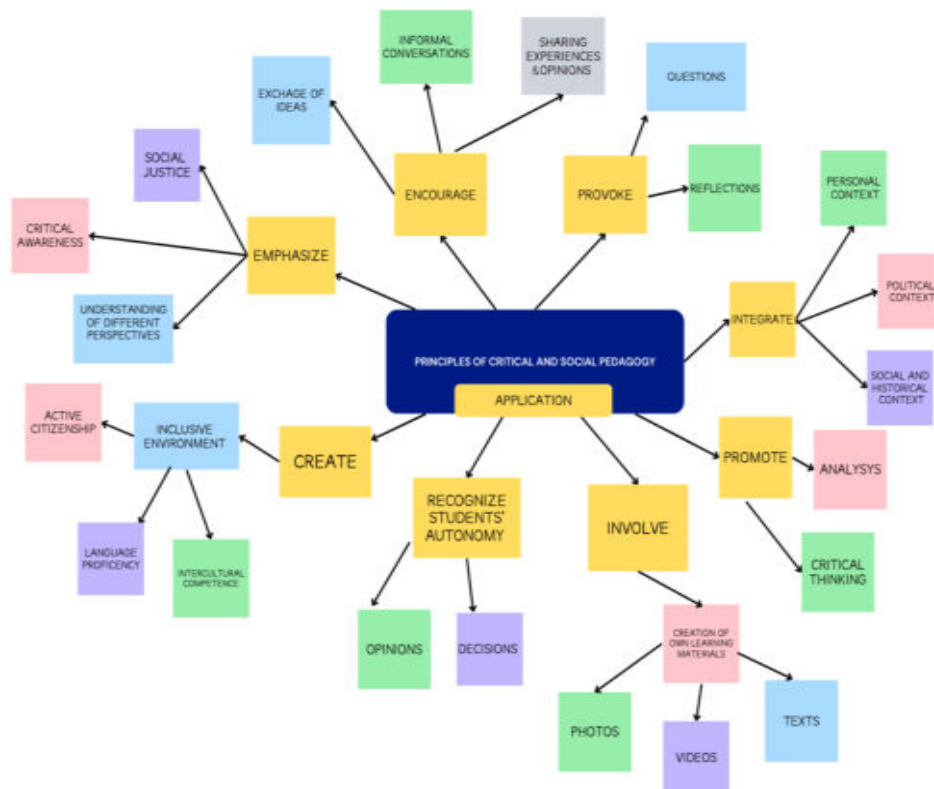 INFORMAL
CONVERSATIONS
SHARING
EXPERIENCES
&OPINIONS
EXCHAGE OF
IDEAS
QUESTIONS
SOCIAL
JUSTICE
ENCOURAGE
PROVOKE
REFLECTIONS
PERSONAL
CONTEXT
CRITICAL
AWARENESS
EMPHASIZE
POLITICAL
CONTEXT
UNDERSTANDING
OF DIFFERENT
PERSPECTIVES
INTEGRATE
PRINCIPLES OF CRITICAL AND SOCIAL PEDAGOGY
APPLICATION
SOCIAL AND
HISTORICAL
CONTEXT
ACTIVE
CITIZENSHIP
INCLUSIVE
ENVIRONMENT
CREATE
PROMOTE
ANALYSYS
RECOGNIZE
STUDENTS'
AUTONOMY
INVOLVE
LANGUAGE
PROFICENCY
INTERCULTURAL
COMPETENCE
CRITICAL
THINKING
OPINIONS
DECISIONS
CREATION OF
OWN LEARNING
MATERIALS
PHOTOS
VIDEOS
TEXTS